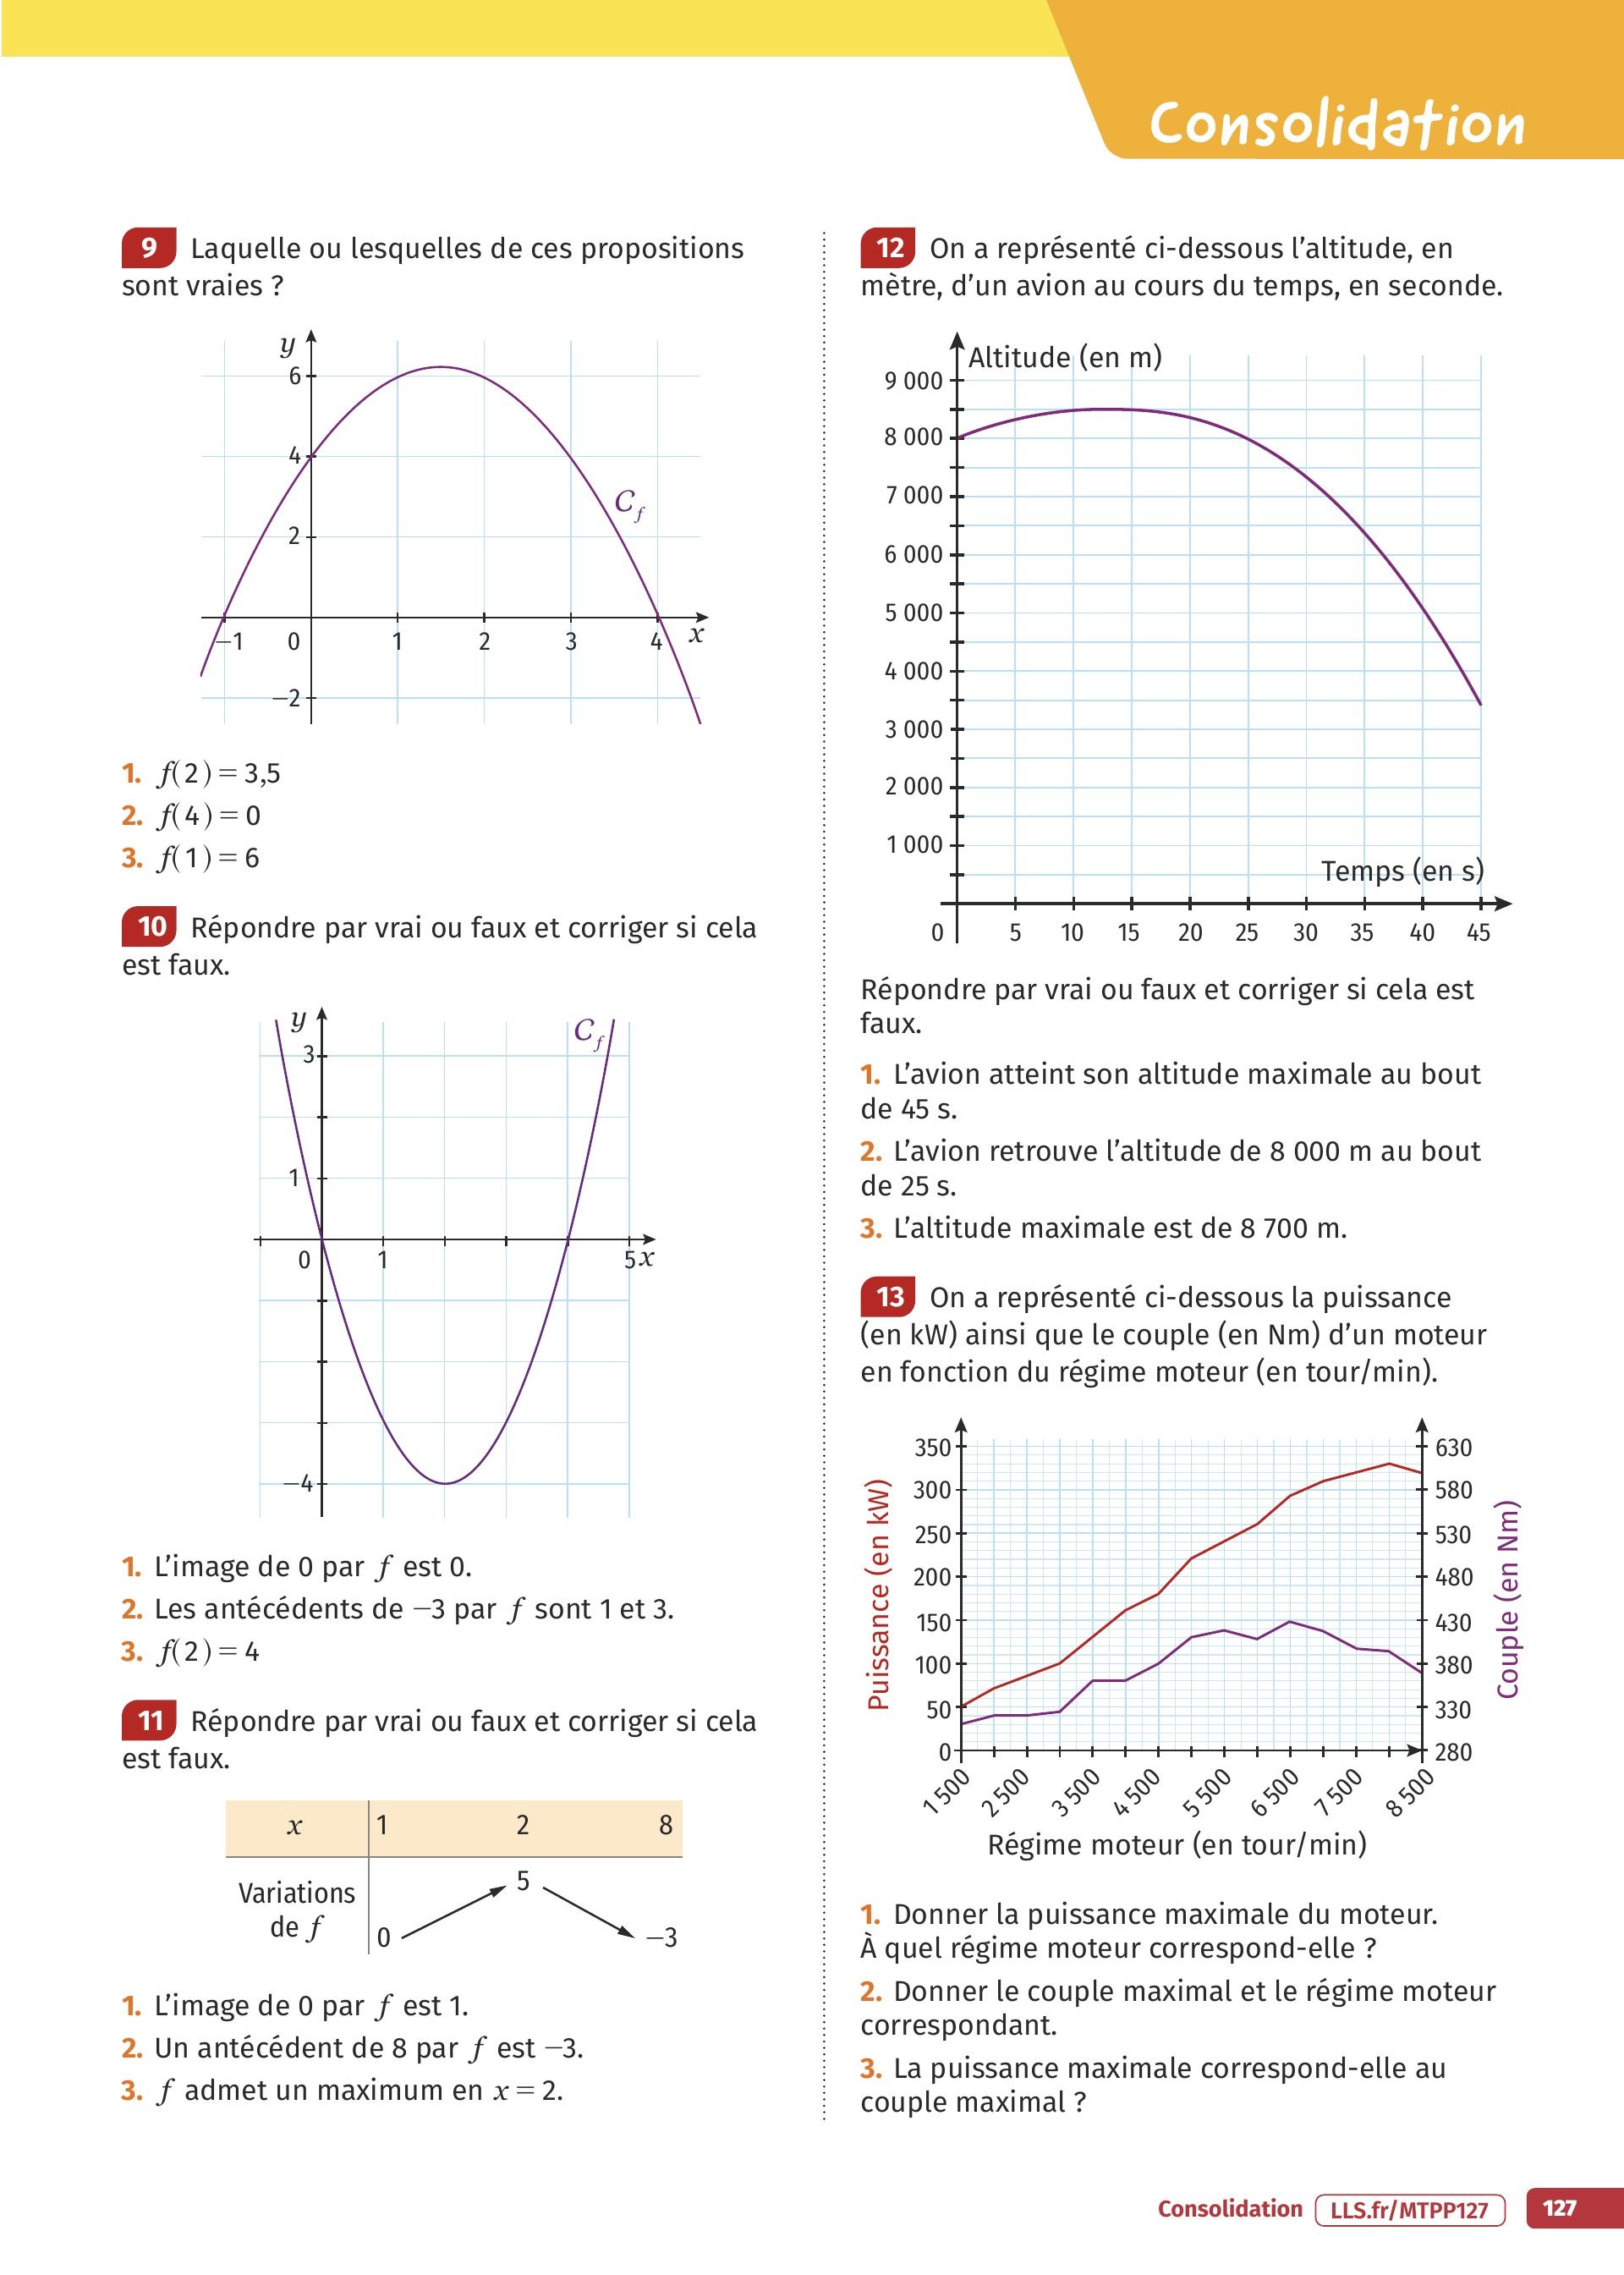 Consolidation
9 Laquelle ou lesquelles de ces propositions
sont vraies ?
y
6
4
2
C_f
−1 0 1 2 3 4 x
−2
1. f(2) = 3,5
2. f(4) = 0
3. f(1) = 6
10 Répondre par vrai ou faux et corriger si cela
est faux.
y
C_f
3
1
0 1 5 x
−4
1. L’image de 0 par f est 0.
2. Les antécédents de −3 par f sont 1 et 3.
3. f(2) = 4
11 Répondre par vrai ou faux et corriger si cela
est faux.
x 1 2 8
Variations
de f
0 5 −3
1. L’image de 0 par f est 1.
2. Un antécédent de 8 par f est −3.
3. f admet un maximum en x = 2.
12 On a représenté ci-dessous l’altitude, en
mètre, d’un avion au cours du temps, en seconde.
Altitude (en m)
9 000
8 000
7 000
6 000
5 000
4 000
3 000
2 000
1 000
Temps (en s)
0 5 10 15 20 25 30 35 40 45
Répondre par vrai ou faux et corriger si cela est
faux.
1. L’avion atteint son altitude maximale au bout
de 45 s.
2. L’avion retrouve l’altitude de 8 000 m au bout
de 25 s.
3. L’altitude maximale est de 8 700 m.
13 On a représenté ci-dessous la puissance
(en kW) ainsi que le couple (en Nm) d’un moteur
en fonction du régime moteur (en tour/min).
Puissance (en kW)
350
300
250
200
150
100
50
0
630
580
530
480
430
380
330
280
Couple (en Nm)
1 500 2 500 3 500 4 500 5 500 6 500 7 500 8 500
Régime moteur (en tour/min)
1. Donner la puissance maximale du moteur.
À quel régime moteur correspond-elle ?
2. Donner le couple maximal et le régime moteur
correspondant.
3. La puissance maximale correspond-elle au
couple maximal ?
Consolidation LLS.fr/MTPP127 127